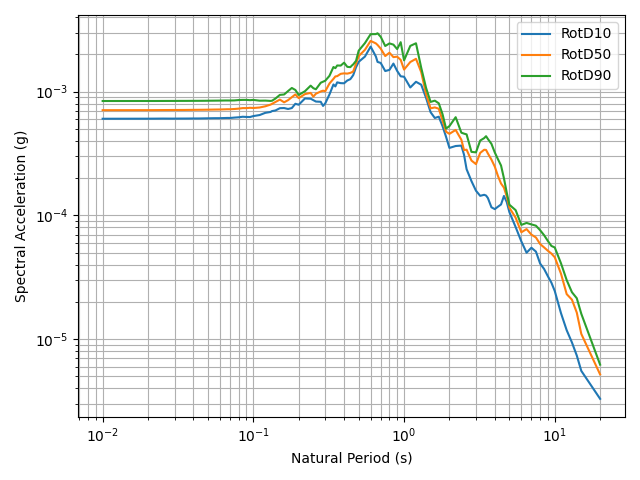 RotD10
RotD50
RotD90
Spectral Acceleration (g)
10⁻³
10⁻⁴
10⁻⁵
10⁻² 10⁻¹ 10⁰ 10¹
Natural Period (s)